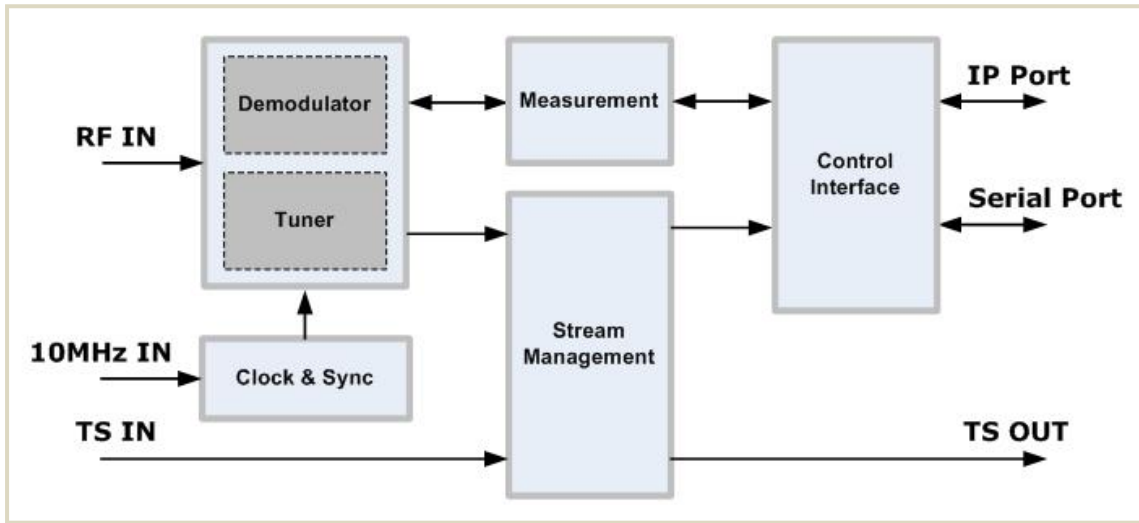 Demodulator
Measurement
IP Port
RF IN
Control
Interface
Tuner
Serial Port
Stream
Management
10MHz IN
Clock & Sync
TS IN
TS OUT